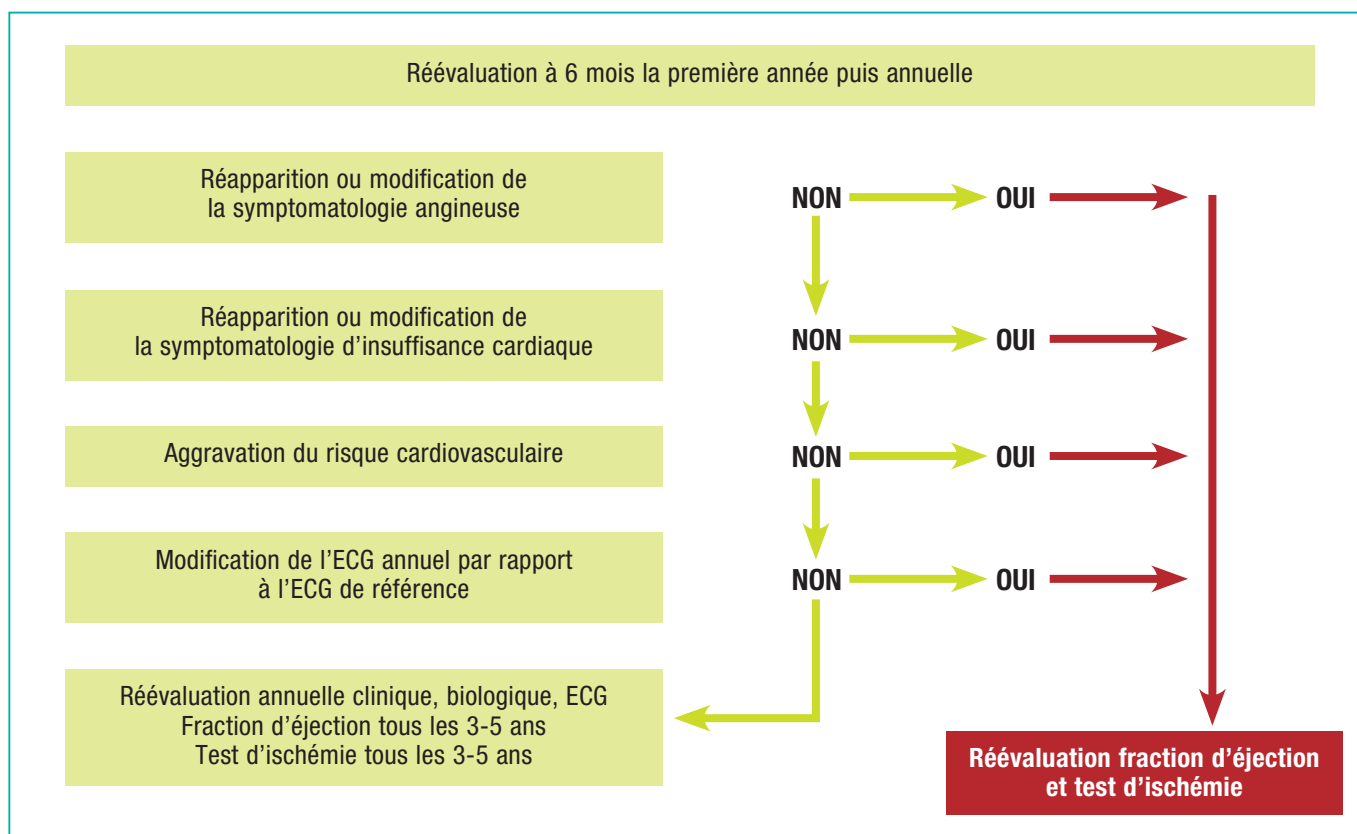 Réévaluation à 6 mois la première année puis annuelle
Réapparition ou modification de
la symptomatologie angineuse
NON OUI
Réapparition ou modification de
la symptomatologie d’insuffisance cardiaque
NON OUI
Aggravation du risque cardiovasculaire
NON OUI
Modification de l’ECG annuel par rapport
à l’ECG de référence
NON OUI
Réévaluation annuelle clinique, biologique, ECG
Fraction d’éjection tous les 3-5 ans
Test d’ischémie tous les 3-5 ans
Réévaluation fraction d’éjection
et test d’ischémie